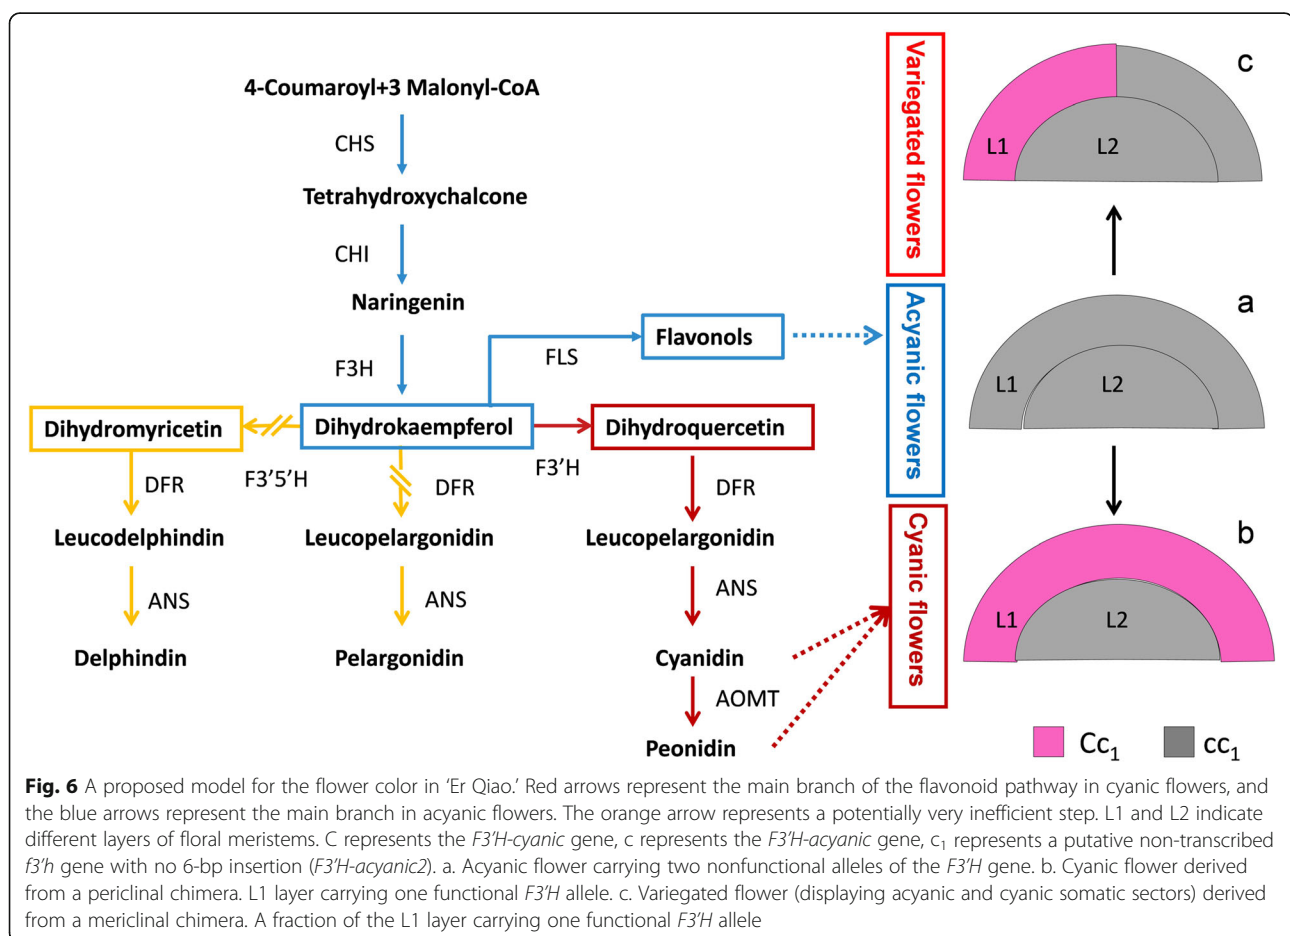 4-Coumaroyl+3 Malonyl-CoA
CHS
Tetrahydroxychalcone
CHI
Naringenin
F3H
FLS
Flavonols
Dihydromyricetin
Dihydrokaempferol
Dihydroquercetin
F3'5'H
F3'H
DFR
DFR
DFR
Leucodelphindin
Leucopelargonidin
Leucopelargonidin
ANS
ANS
ANS
Delphindin
Pelargonidin
Cyanidin
AOMT
Peonidin
Variegated flowers
Acyanic flowers
Cyanic flowers
c
L1
L2
a
L1
L2
b
L1
L2
Cc₁
cc₁
Fig. 6 A proposed model for the flower color in ‘Er Qiao.’ Red arrows represent the main branch of the flavonoid pathway in cyanic flowers, and
the blue arrows represent the main branch in acyanic flowers. The orange arrow represents a potentially very inefficient step. L1 and L2 indicate
different layers of floral meristems. C represents the F3’H-cyanic gene, c represents the F3’H-acyanic gene, c₁ represents a putative non-transcribed
f3’h gene with no 6-bp insertion (F3’H-acyanic2). a. Acyanic flower carrying two nonfunctional alleles of the F3’H gene. b. Cyanic flower derived
from a periclinal chimera. L1 layer carrying one functional F3’H allele. c. Variegated flower (displaying acyanic and cyanic somatic sectors) derived
from a mericlinal chimera. A fraction of the L1 layer carrying one functional F3’H allele